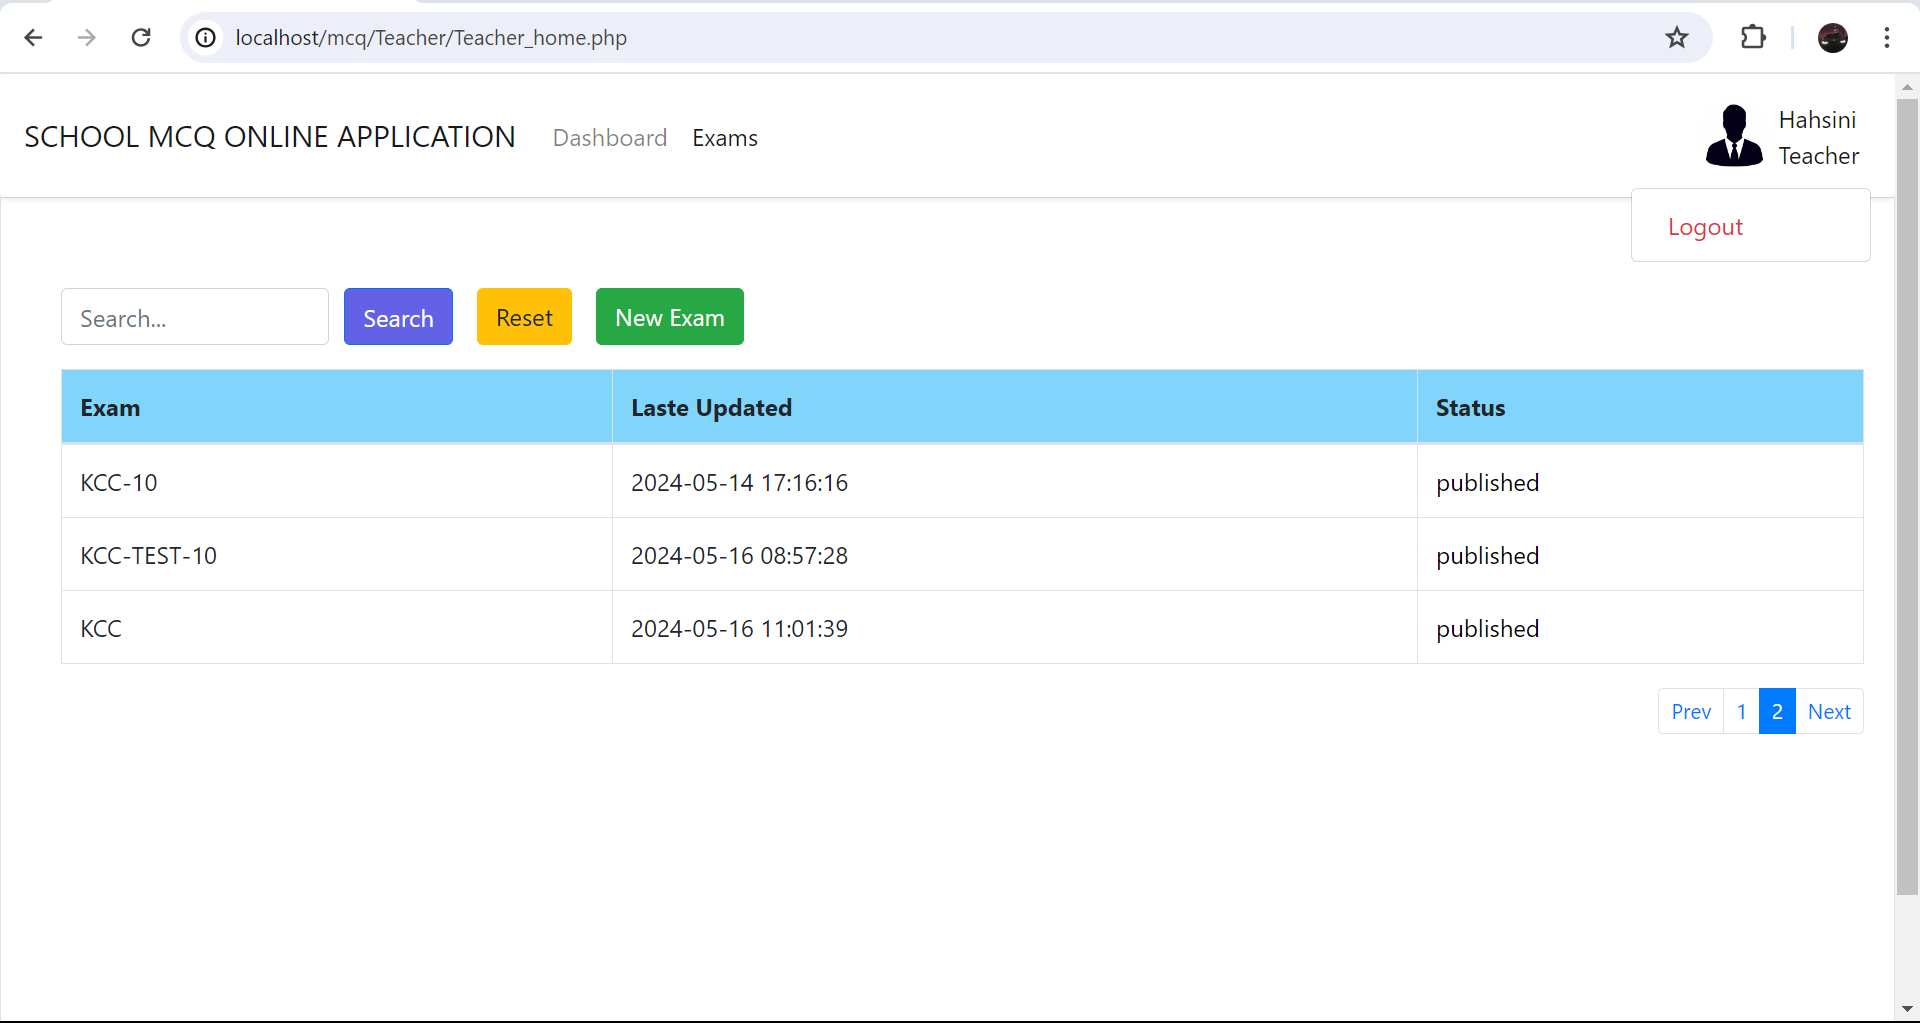 localhost/mcq/Teacher/Teacher_home.php
SCHOOL MCQ ONLINE APPLICATION Dashboard Exams
Hahsini
Teacher
Logout
Search... Search Reset New Exam
Exam Laste Updated Status
KCC-10 2024-05-14 17:16:16 published
KCC-TEST-10 2024-05-16 08:57:28 published
KCC 2024-05-16 11:01:39 published
Prev 1 2 Next